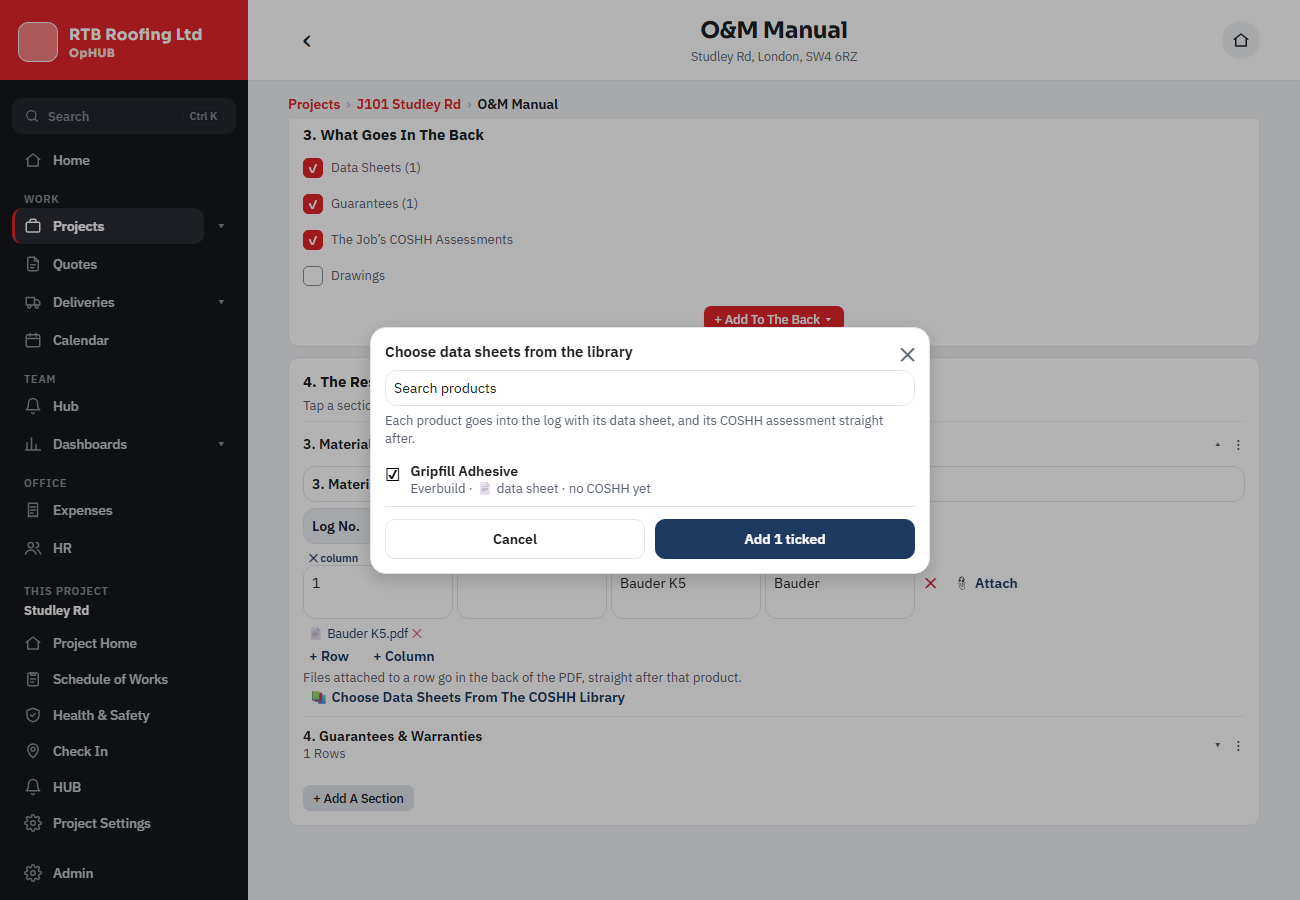 RTB Roofing Ltd
OpHUB
Search
Ctrl K
Home
WORK
Projects
Quotes
Deliveries
Calendar
TEAM
Hub
Dashboards
OFFICE
Expenses
HR
THIS PROJECT
Studley Rd
Project Home
Schedule of Works
Health & Safety
Check In
HUB
Project Settings
Admin
O&M Manual
Studley Rd, London, SW4 6RZ
Projects › J101 Studley Rd › O&M Manual
3. What Goes In The Back
Data Sheets (1)
Guarantees (1)
The Job’s COSHH Assessments
Drawings
+ Add To The Back
Choose data sheets from the library
Search products
Each product goes into the log with its data sheet, and its COSHH assessment straight
after.
Gripfill Adhesive
Everbuild · data sheet · no COSHH yet
Cancel
Add 1 ticked
4. The Res
Tap a sectio
3. Material
3. Materi
Log No.
column
1
Bauder K5
Bauder
Attach
Bauder K5.pdf
+ Row
+ Column
Files attached to a row go in the back of the PDF, straight after that product.
Choose Data Sheets From The COSHH Library
4. Guarantees & Warranties
1 Rows
+ Add A Section